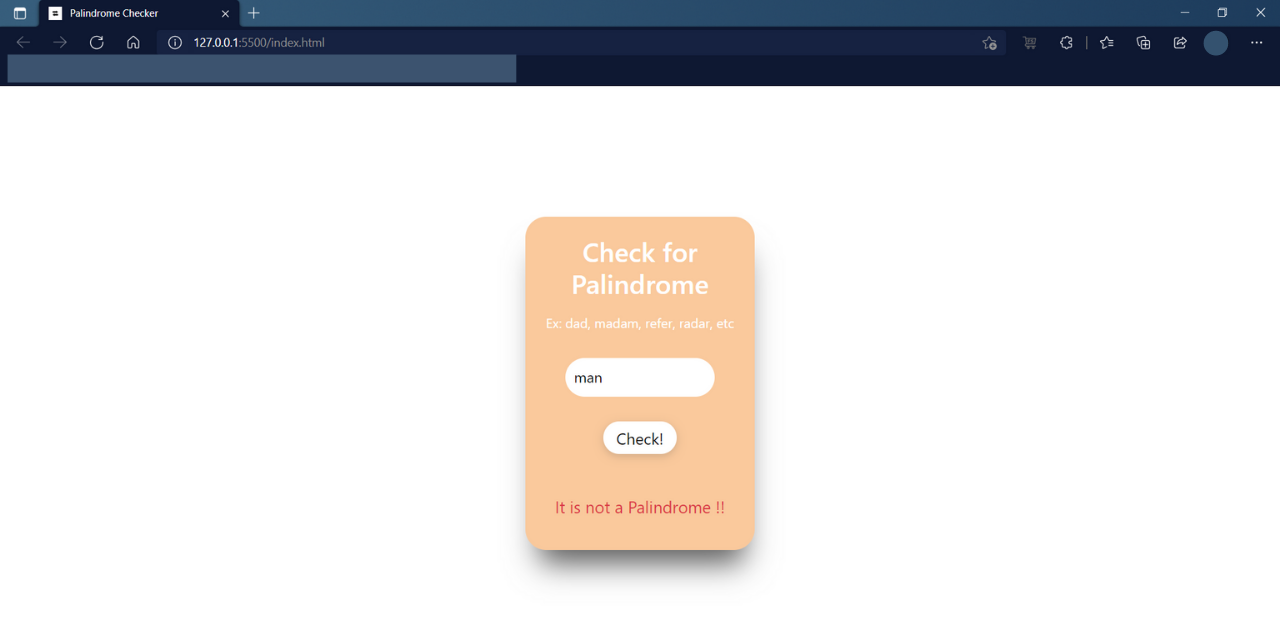 Palindrome Checker
127.0.0.1:5500/index.html
Check for
Palindrome
Ex: dad, madam, refer, radar, etc
man
Check!
It is not a Palindrome !!